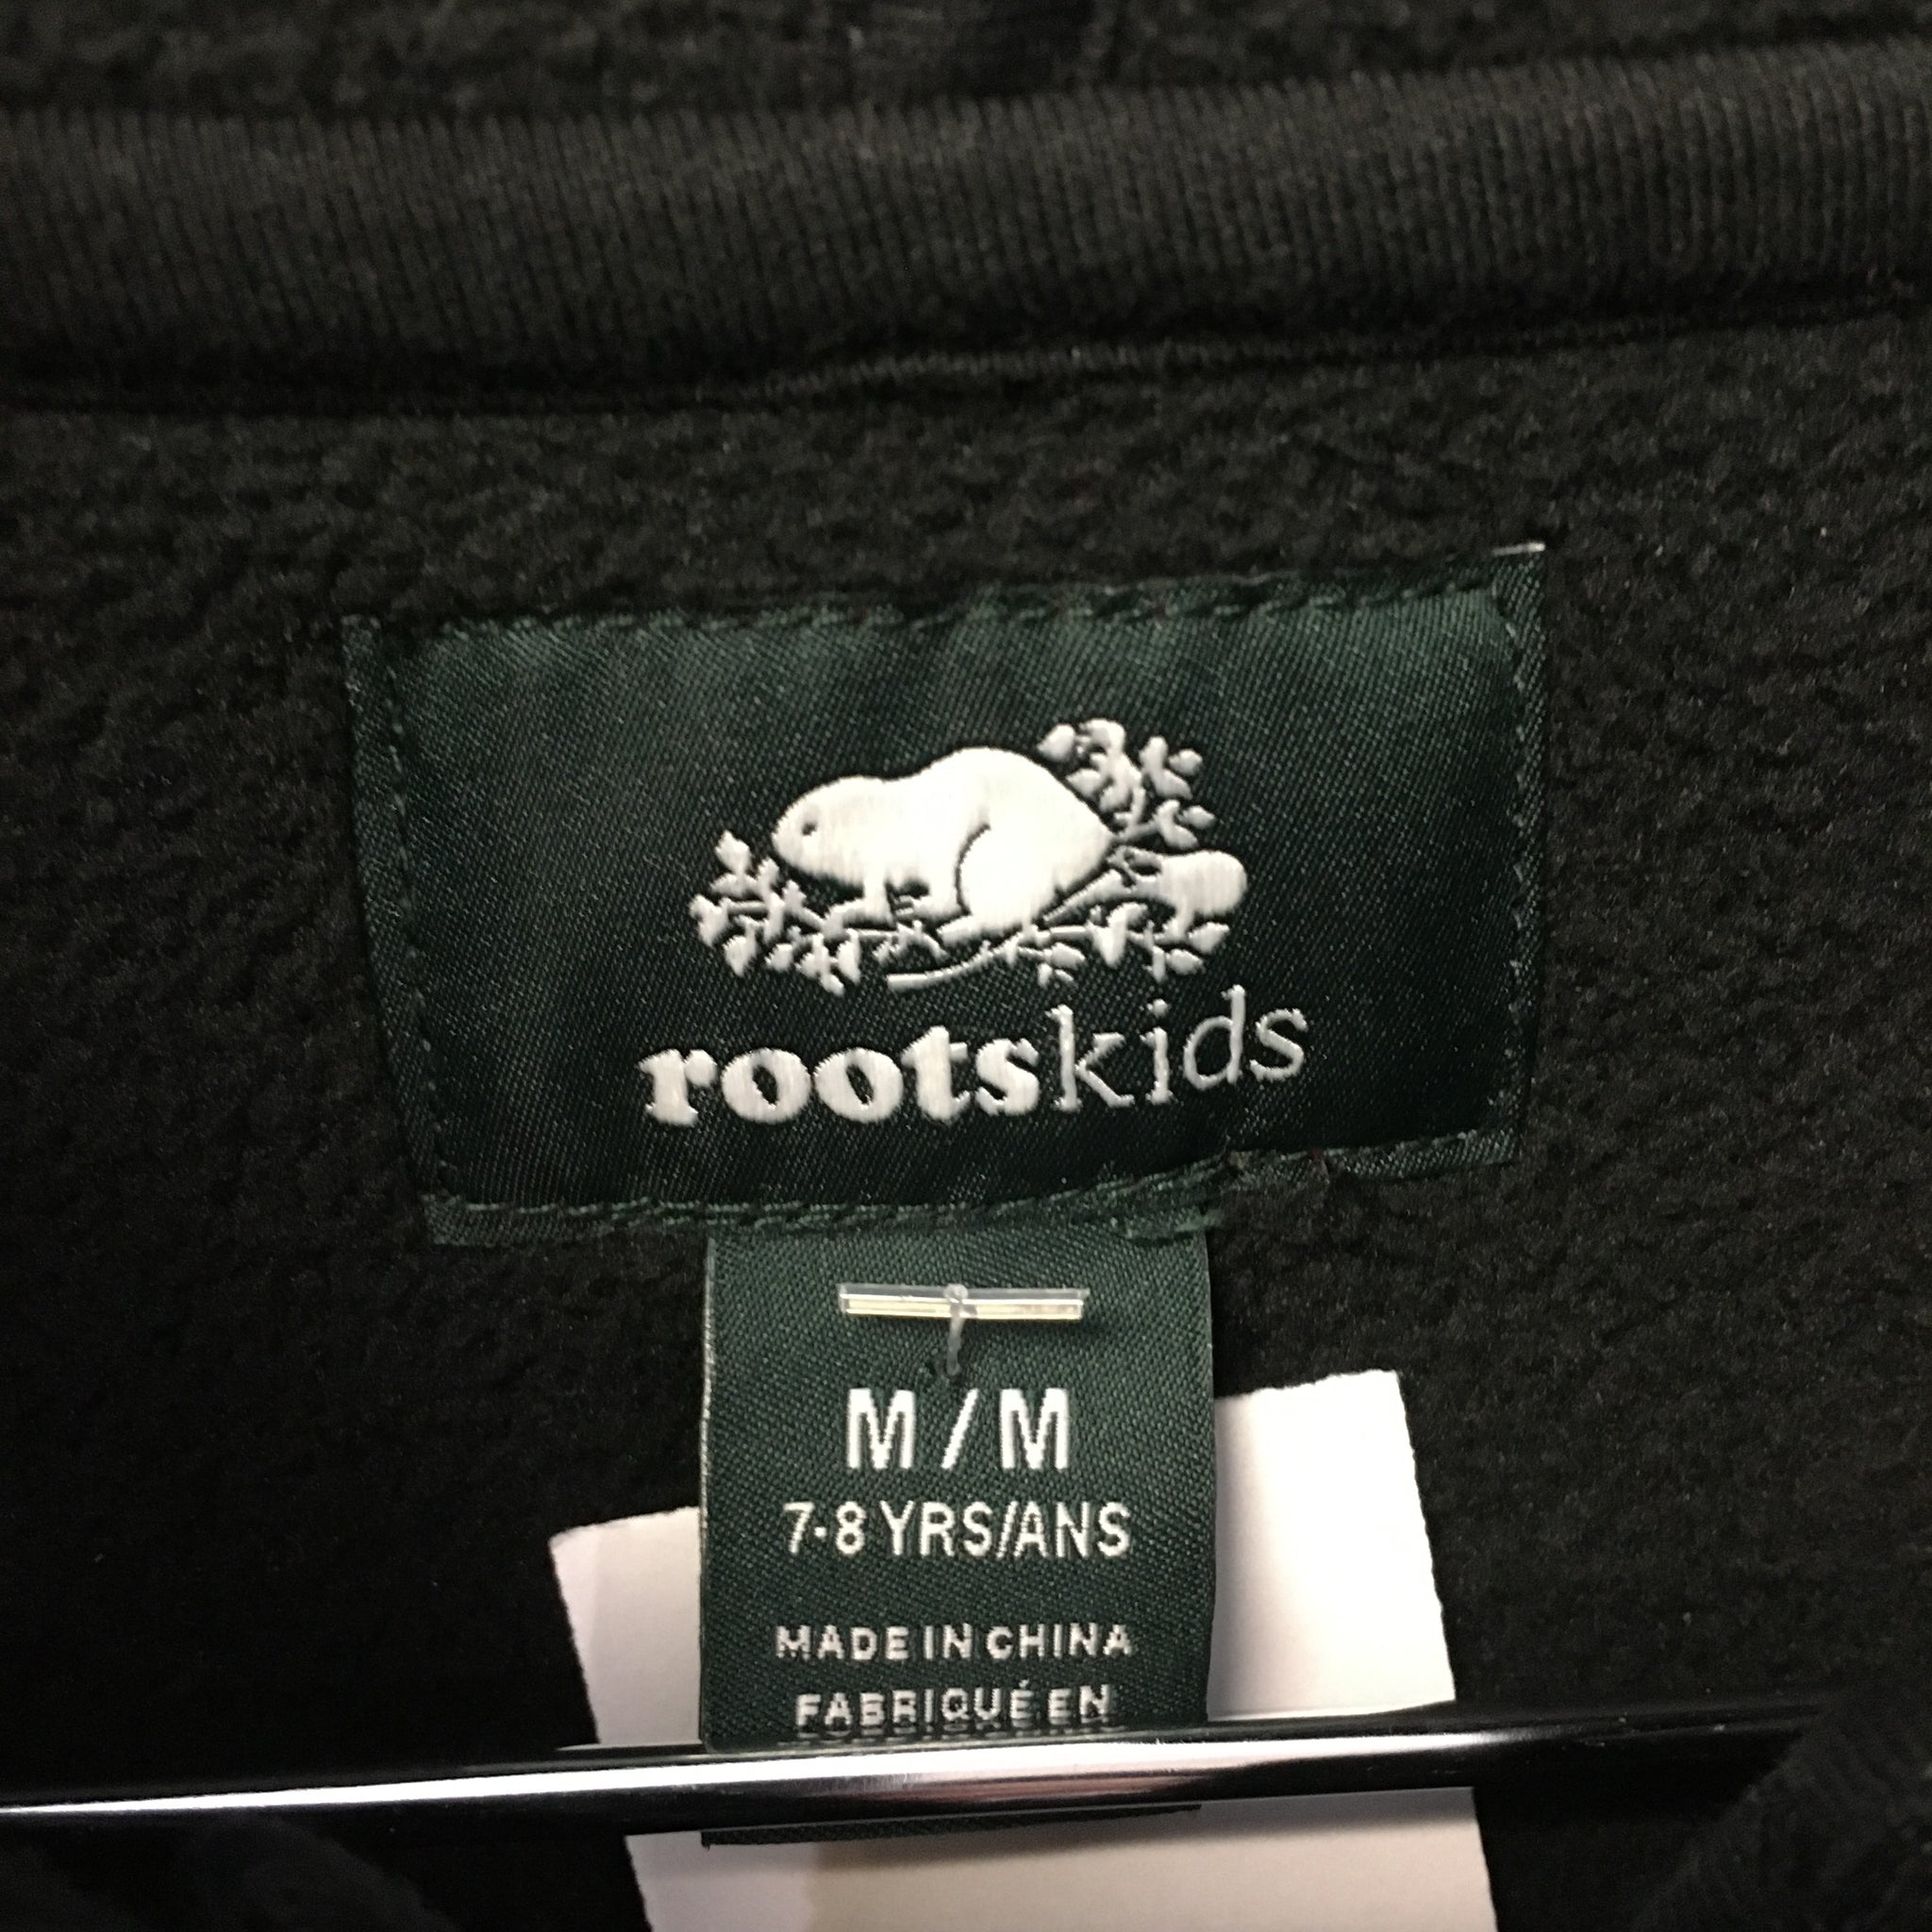 rootskids
M / M
7-8 YRS/ANS
MADE IN CHINA
FABRIQUÉ EN